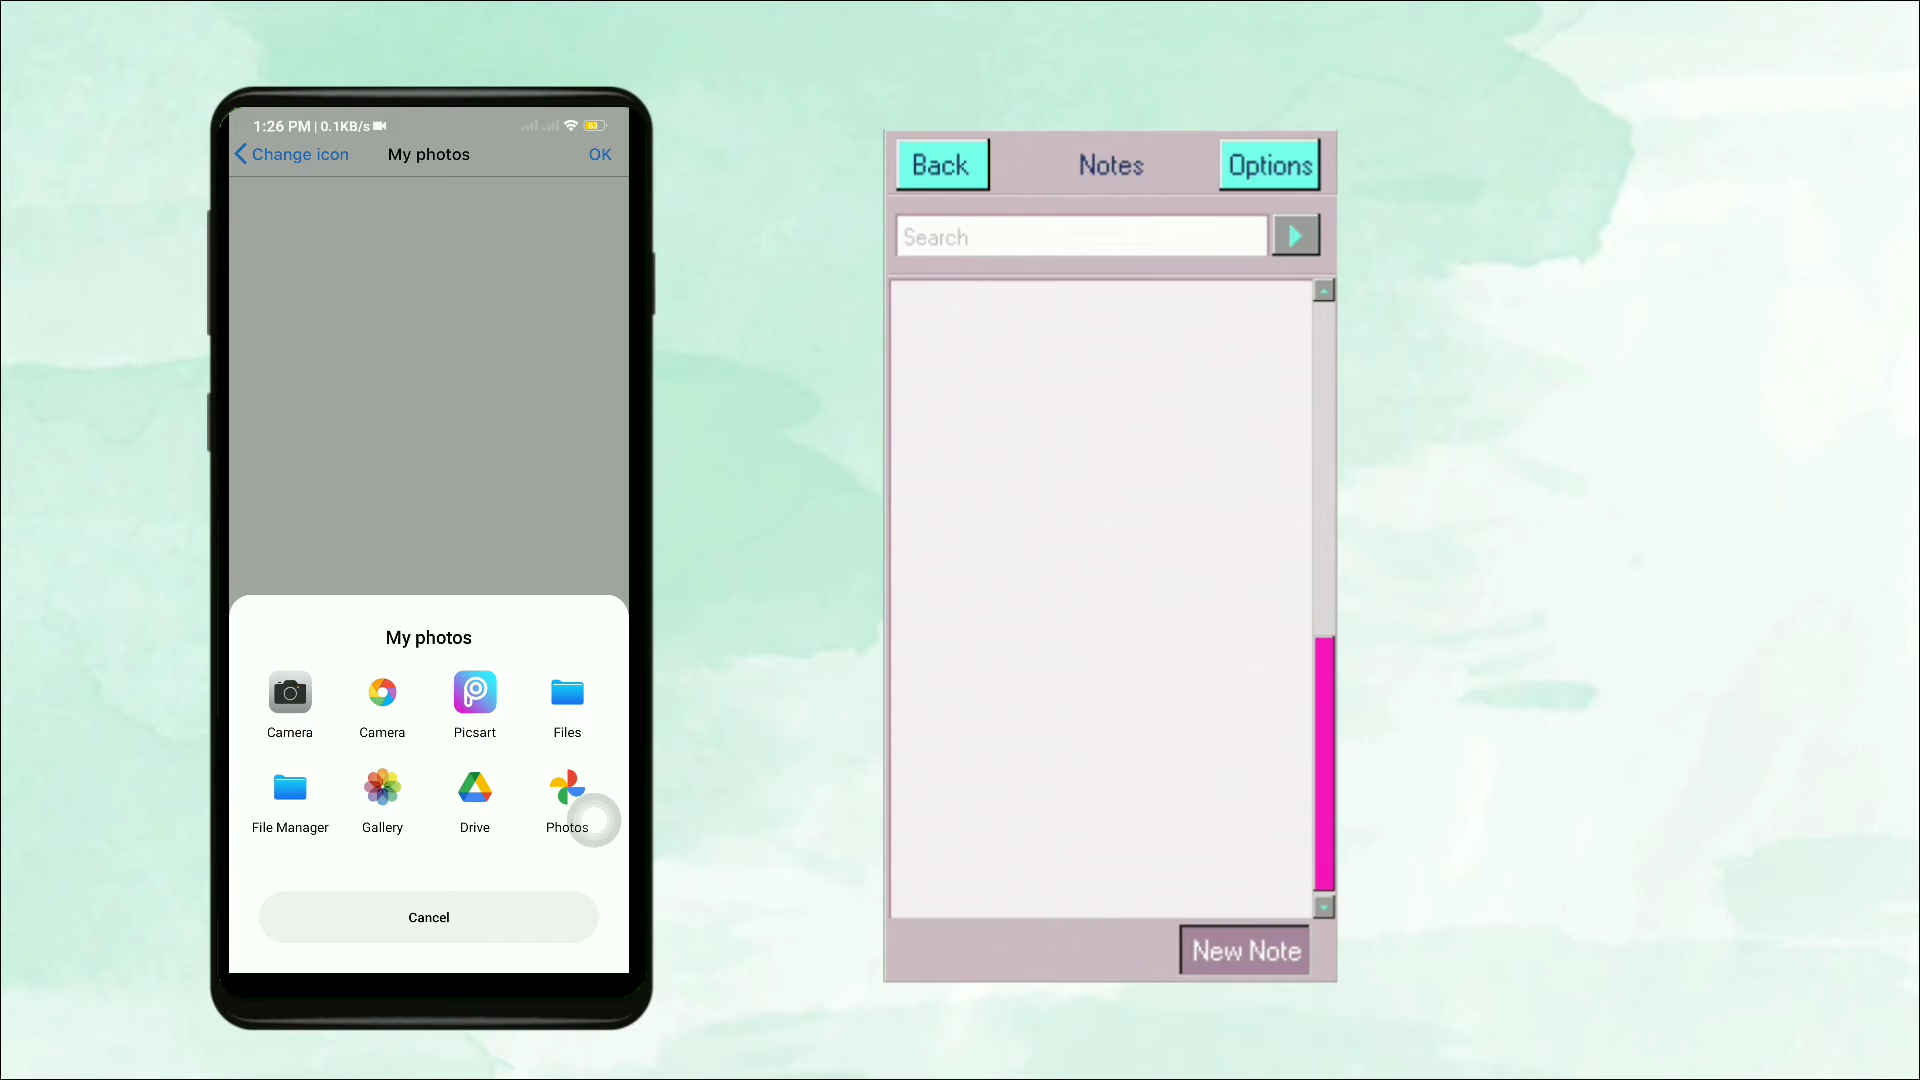 1:26 PM | 0.1KB/s
63
Change icon
My photos
OK
My photos
Camera
Camera
Picsart
Files
File Manager
Gallery
Drive
Photos
Cancel
Back
Notes
Options
Search
New Note